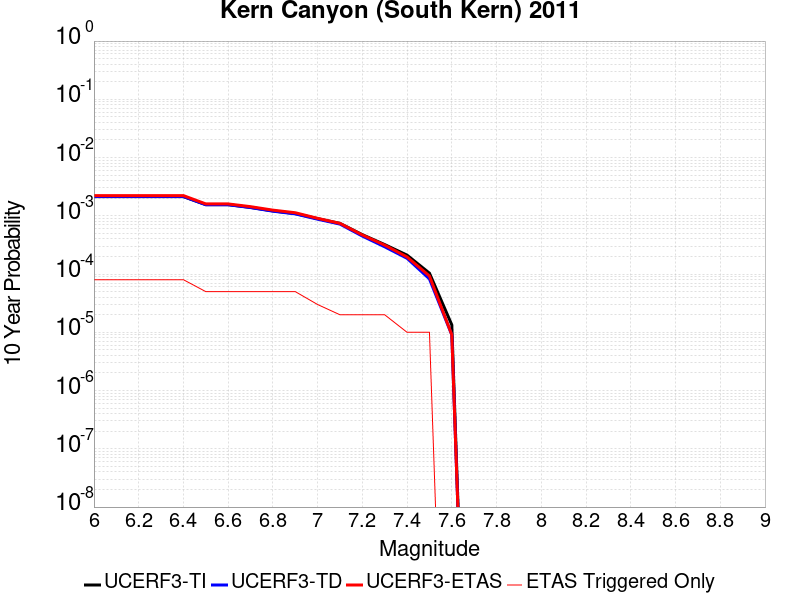 Kern Canyon (South Kern) 2011
10^0
10^-1
10^-2
10^-3
10^-4
10^-5
10^-6
10^-7
10^-8
10 Year Probability
6 6.2 6.4 6.6 6.8 7 7.2 7.4 7.6 7.8 8 8.2 8.4 8.6 8.8 9
Magnitude
UCERF3-TI UCERF3-TD UCERF3-ETAS ETAS Triggered Only